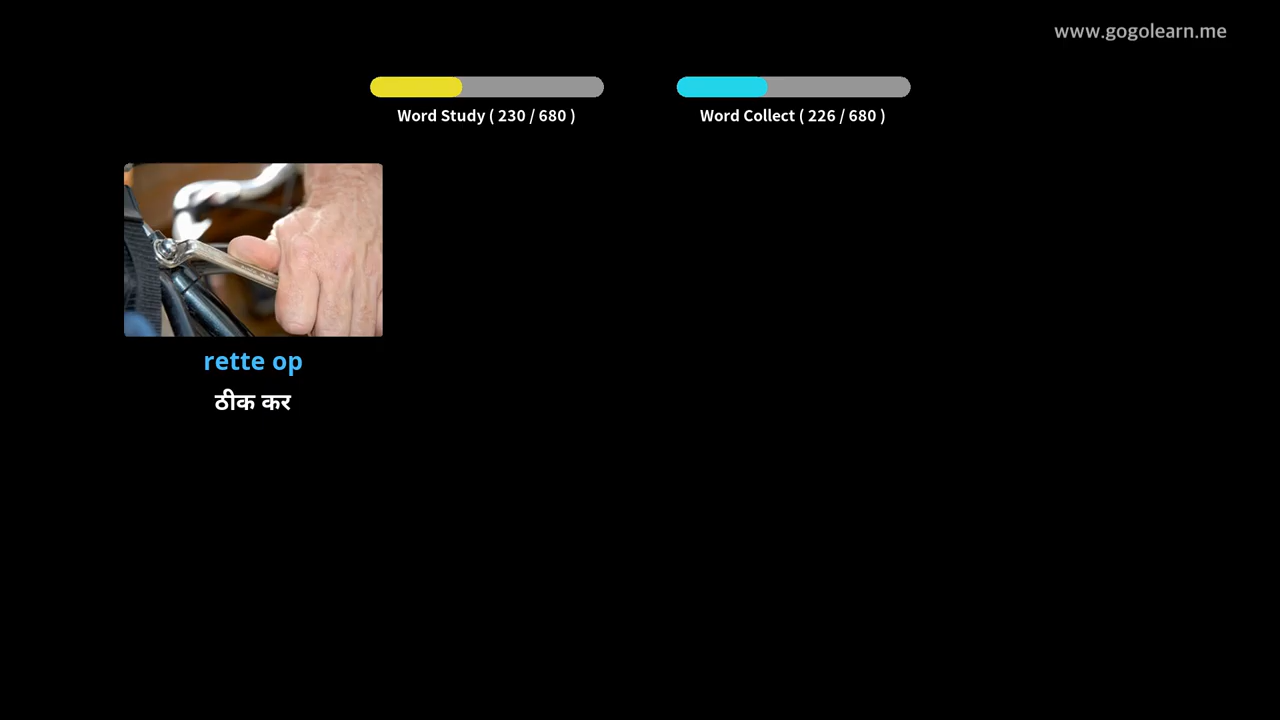 www.gogolearn.me
Word Study ( 230 / 680 )
Word Collect ( 226 / 680 )
rette op
ठीक कर